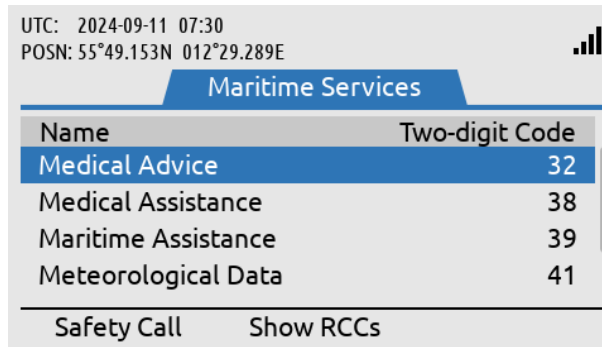 UTC: 2024-09-11 07:30
POSN: 55°49.153N 012°29.289E
Maritime Services
Name Two-digit Code
Medical Advice 32
Medical Assistance 38
Maritime Assistance 39
Meteorological Data 41
Safety Call Show RCCs